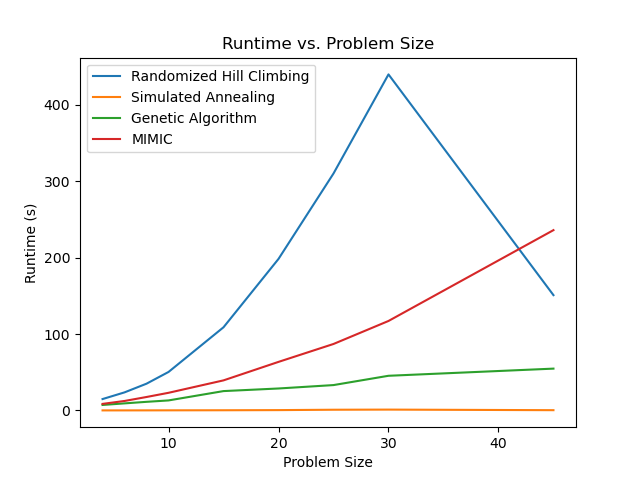 Runtime vs. Problem Size
Randomized Hill Climbing
Simulated Annealing
Genetic Algorithm
MIMIC
Runtime (s)
400
300
200
100
0
10 20 30 40
Problem Size